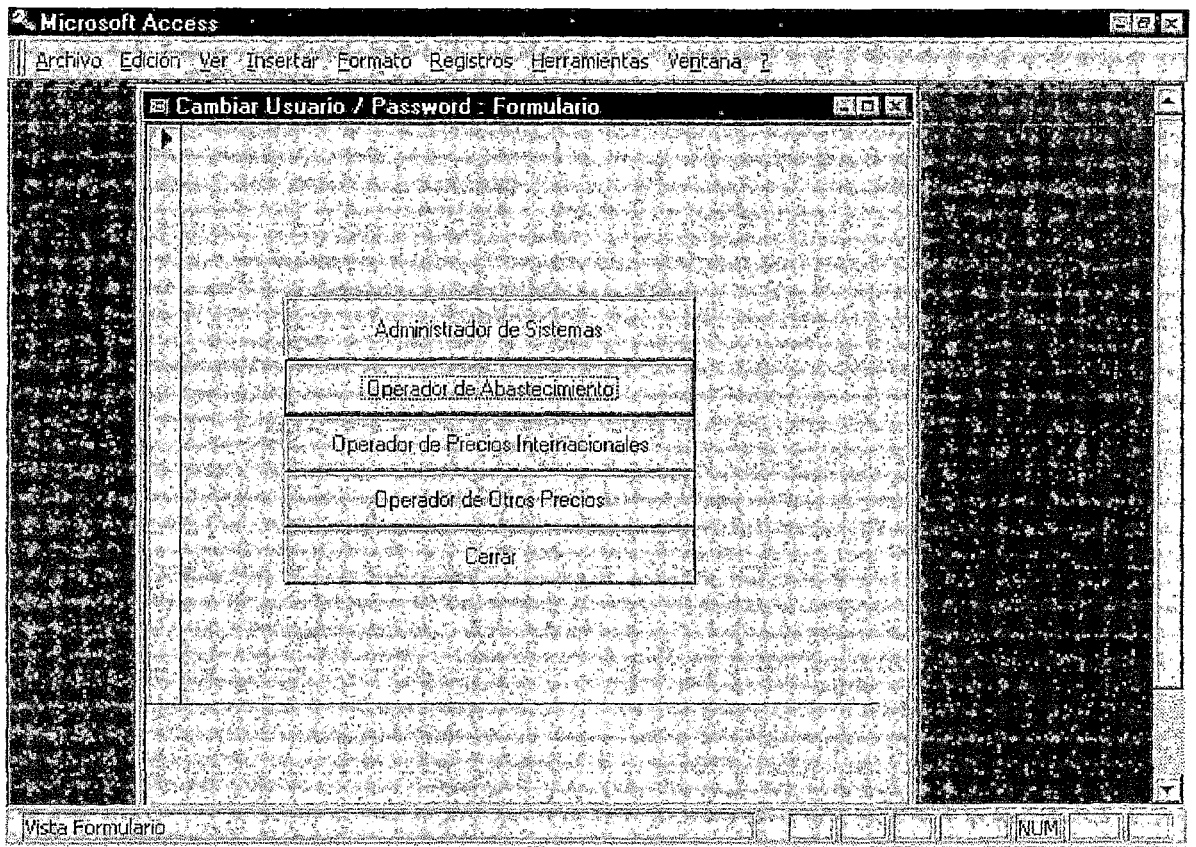 Microsoft Access
Archivo Edición Ver Insertar Formato Registros Herramientas Ventana ?
Cambiar Usuario / Password : Formulario
Administrador de Sistemas
Operador de Abastecimiento
Operador de Precios Internacionales
Operador de Otros Precios
Cerrar
Vista Formulario
NUM